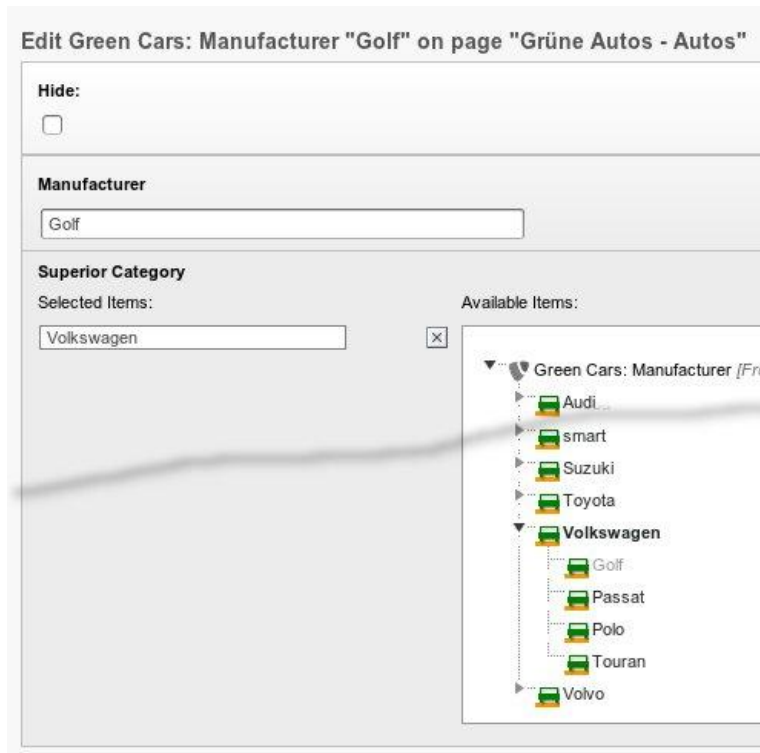 Edit Green Cars: Manufacturer "Golf" on page "Grüne Autos - Autos"
Hide:
Manufacturer
Golf
Superior Category
Selected Items:
Available Items:
Volkswagen
Green Cars: Manufacturer
Audi
smart
Suzuki
Toyota
Volkswagen
Golf
Passat
Polo
Touran
Volvo